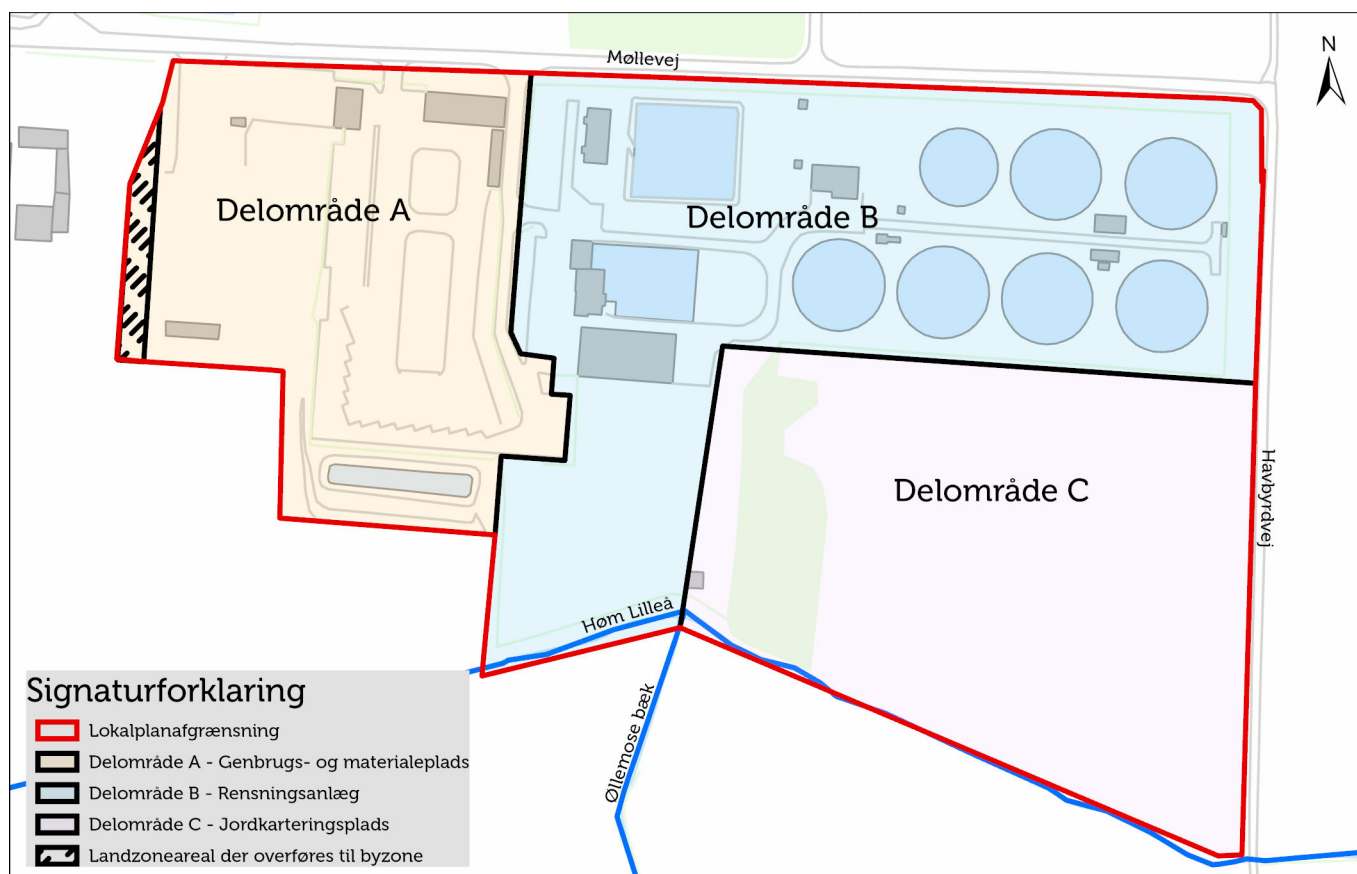 Møllevej
N
Delområde A
Delområde B
Delområde C
Havbyrdvej
Høm Lilleå
Øllemose bæk
Signaturforklaring
Lokalplanafgrænsning
Delområde A - Genbrugs- og materialeplads
Delområde B - Rensningsanlæg
Delområde C - Jordkarteringsplads
Landzoneareal der overføres til byzone